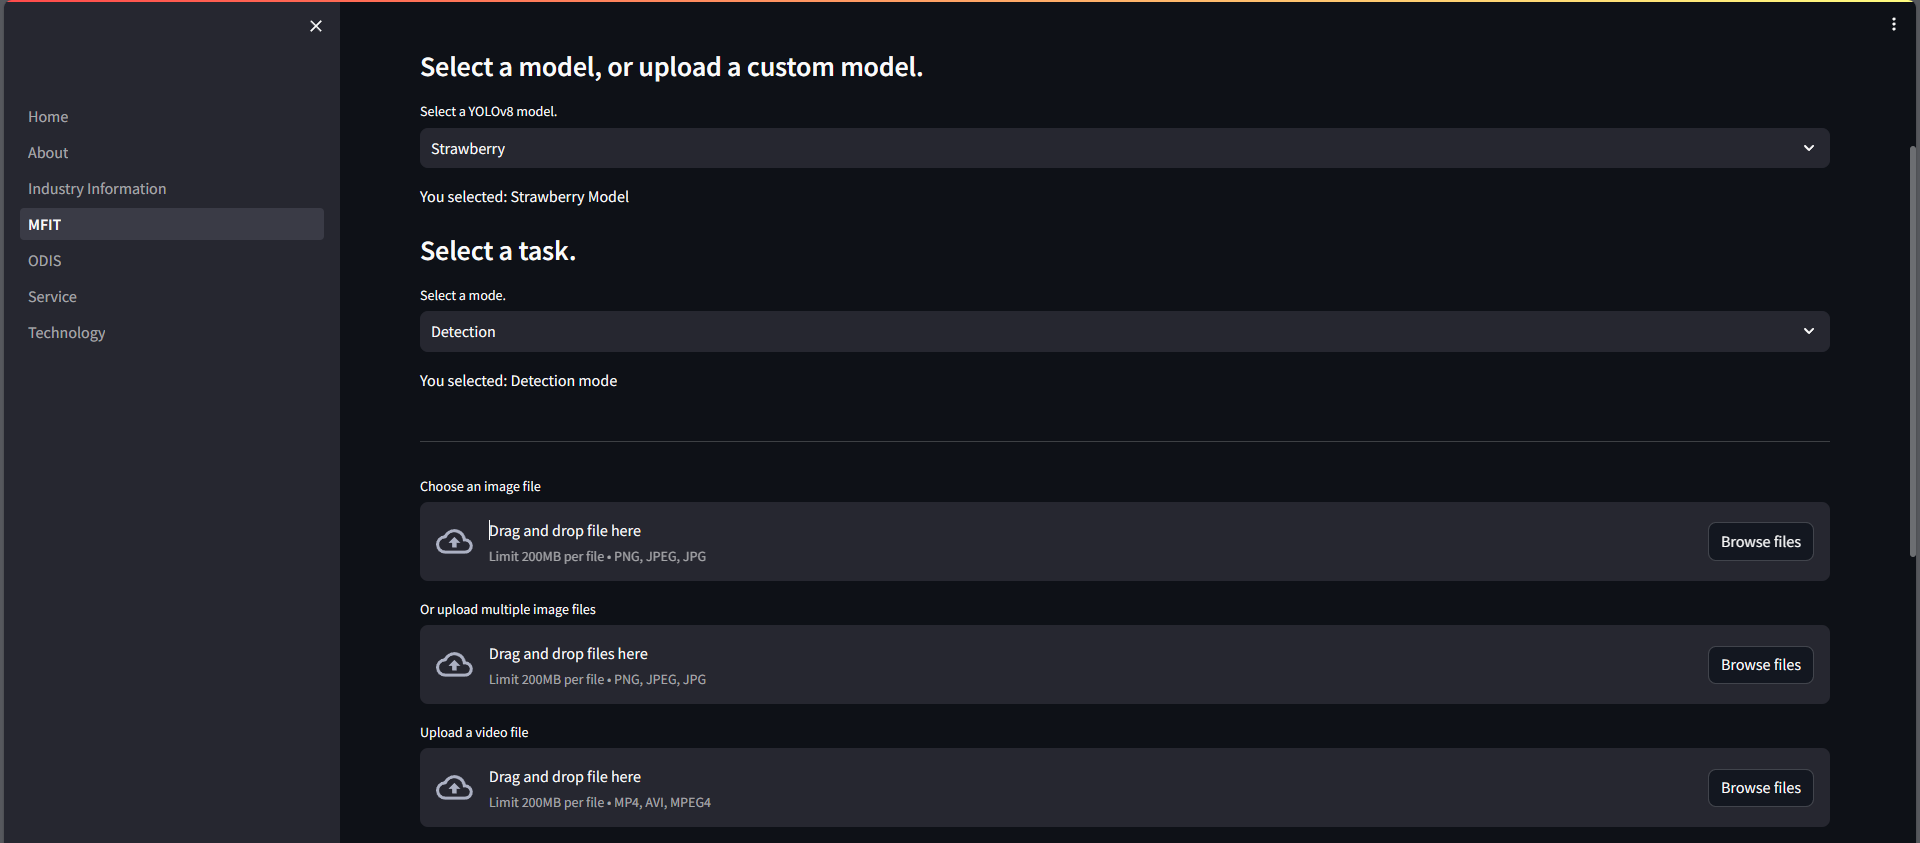 Home
About
Industry Information
MFIT
ODIS
Service
Technology
Select a model, or upload a custom model.
Select a YOLOv8 model.
Strawberry
You selected: Strawberry Model
Select a task.
Select a mode.
Detection
You selected: Detection mode
Choose an image file
Drag and drop file here
Limit 200MB per file • PNG, JPEG, JPG
Browse files
Or upload multiple image files
Drag and drop files here
Limit 200MB per file • PNG, JPEG, JPG
Browse files
Upload a video file
Drag and drop file here
Limit 200MB per file • MP4, AVI, MPEG4
Browse files